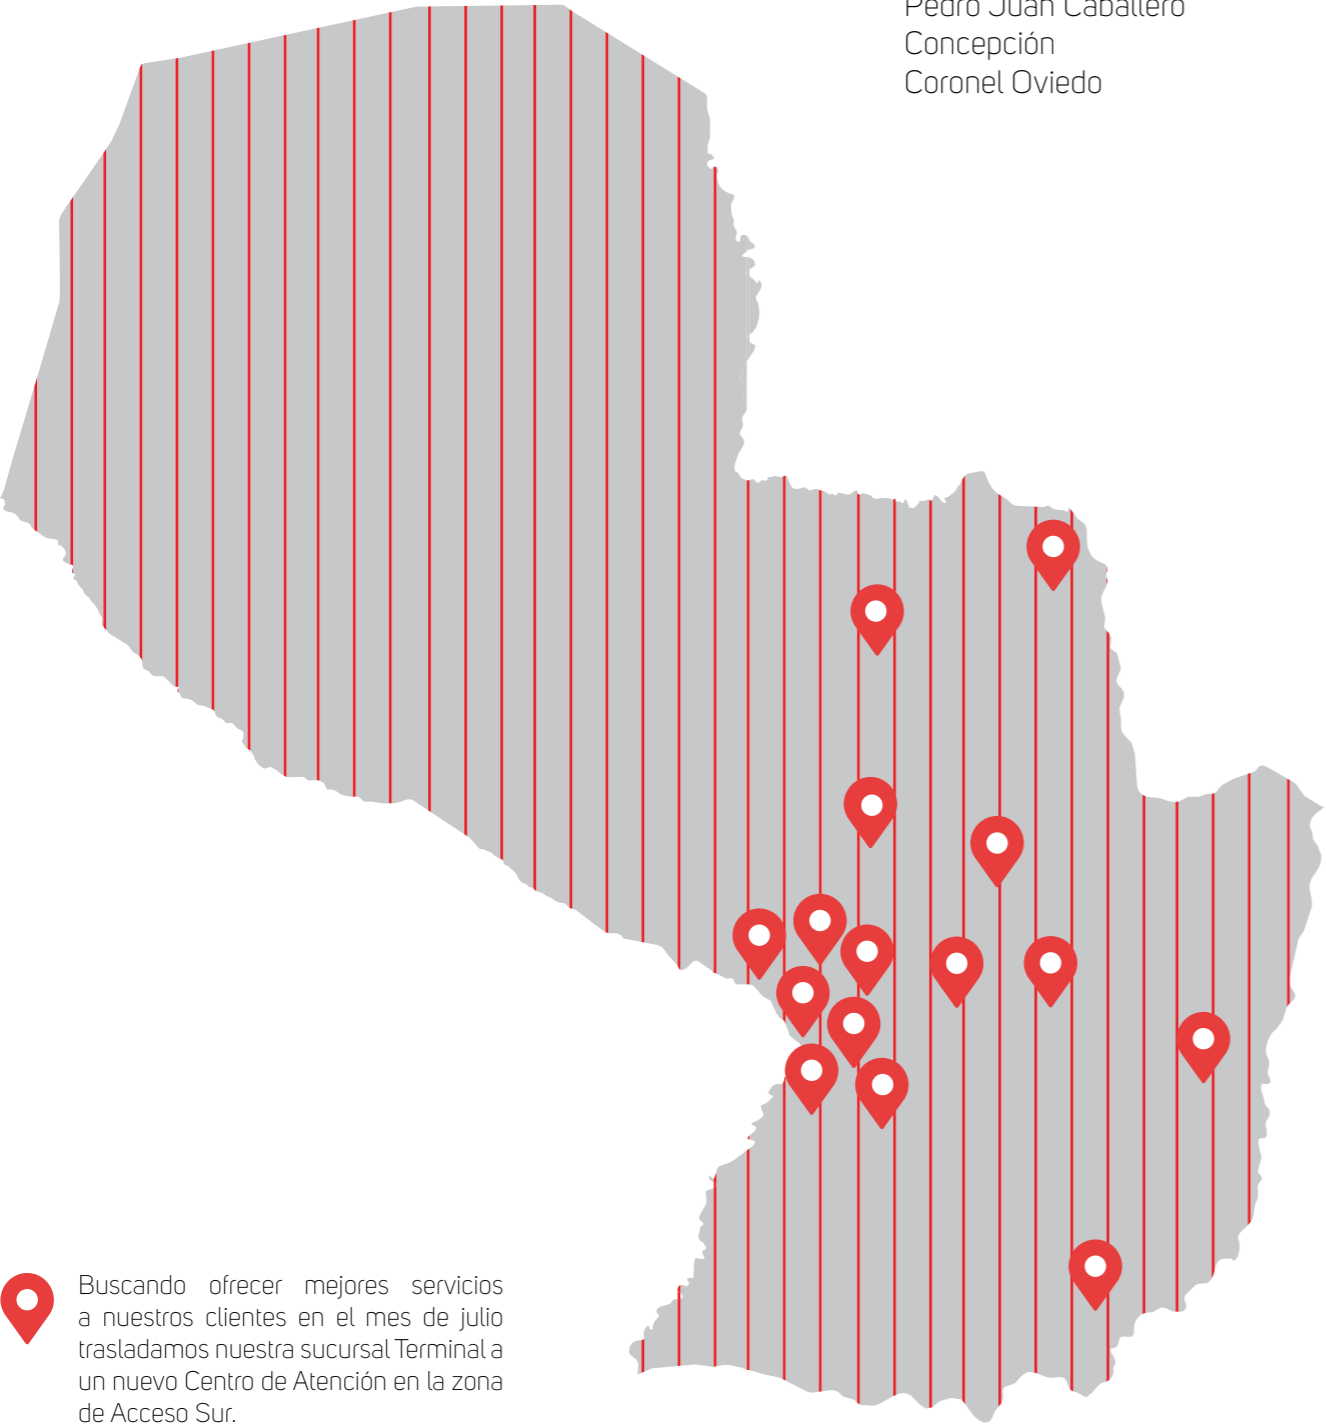 Pedro Juan Caballero
Concepción
Coronel Oviedo
Buscando ofrecer mejores servicios
a nuestros clientes en el mes de julio
trasladamos nuestra sucursal Terminal a
un nuevo Centro de Atención en la zona
de Acceso Sur.